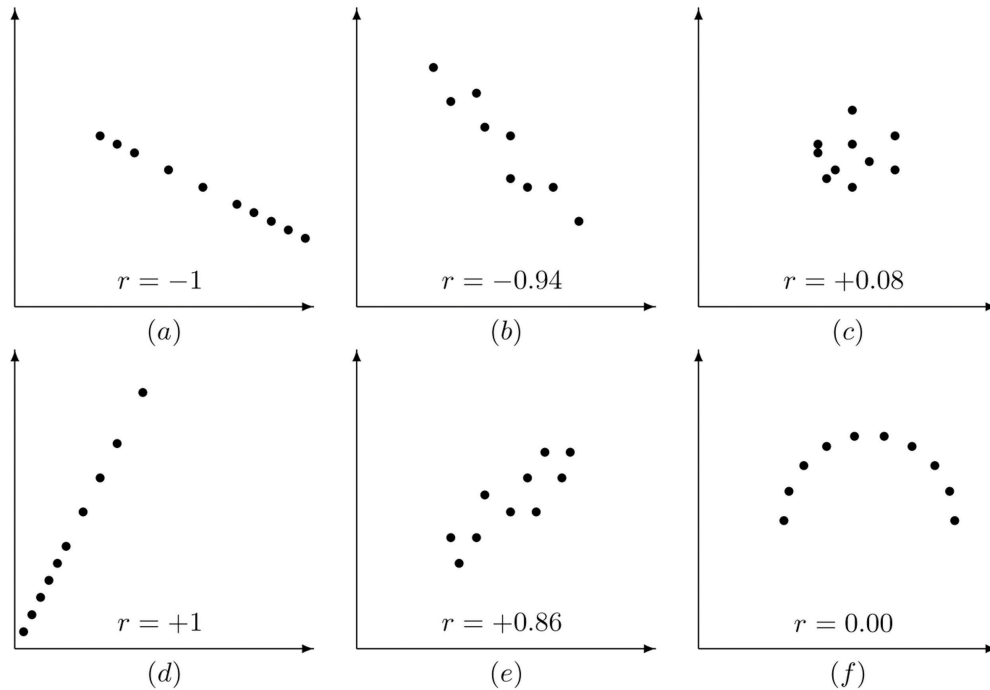 r = −1
r = −0.94
r = +0.08
(a)
(b)
(c)
r = +1
r = +0.86
r = 0.00
(d)
(e)
(f)